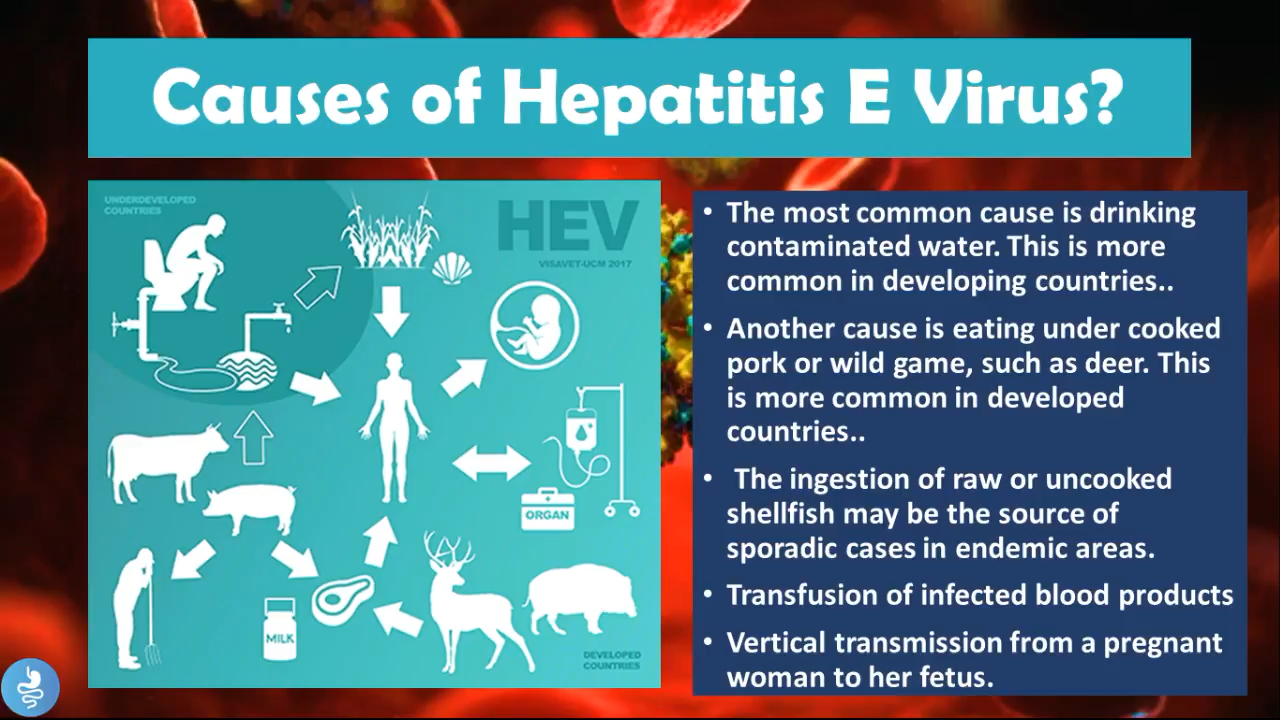 Causes of Hepatitis E Virus?
UNDERDEVELOPED
COUNTRIES
HEV
VISAVET-UCM 2017
ORGAN
MILK
DEVELOPED
COUNTRIES
• The most common cause is drinking
contaminated water. This is more
common in developing countries..
• Another cause is eating under cooked
pork or wild game, such as deer. This
is more common in developed
countries..
• The ingestion of raw or uncooked
shellfish may be the source of
sporadic cases in endemic areas.
• Transfusion of infected blood products
• Vertical transmission from a pregnant
woman to her fetus.